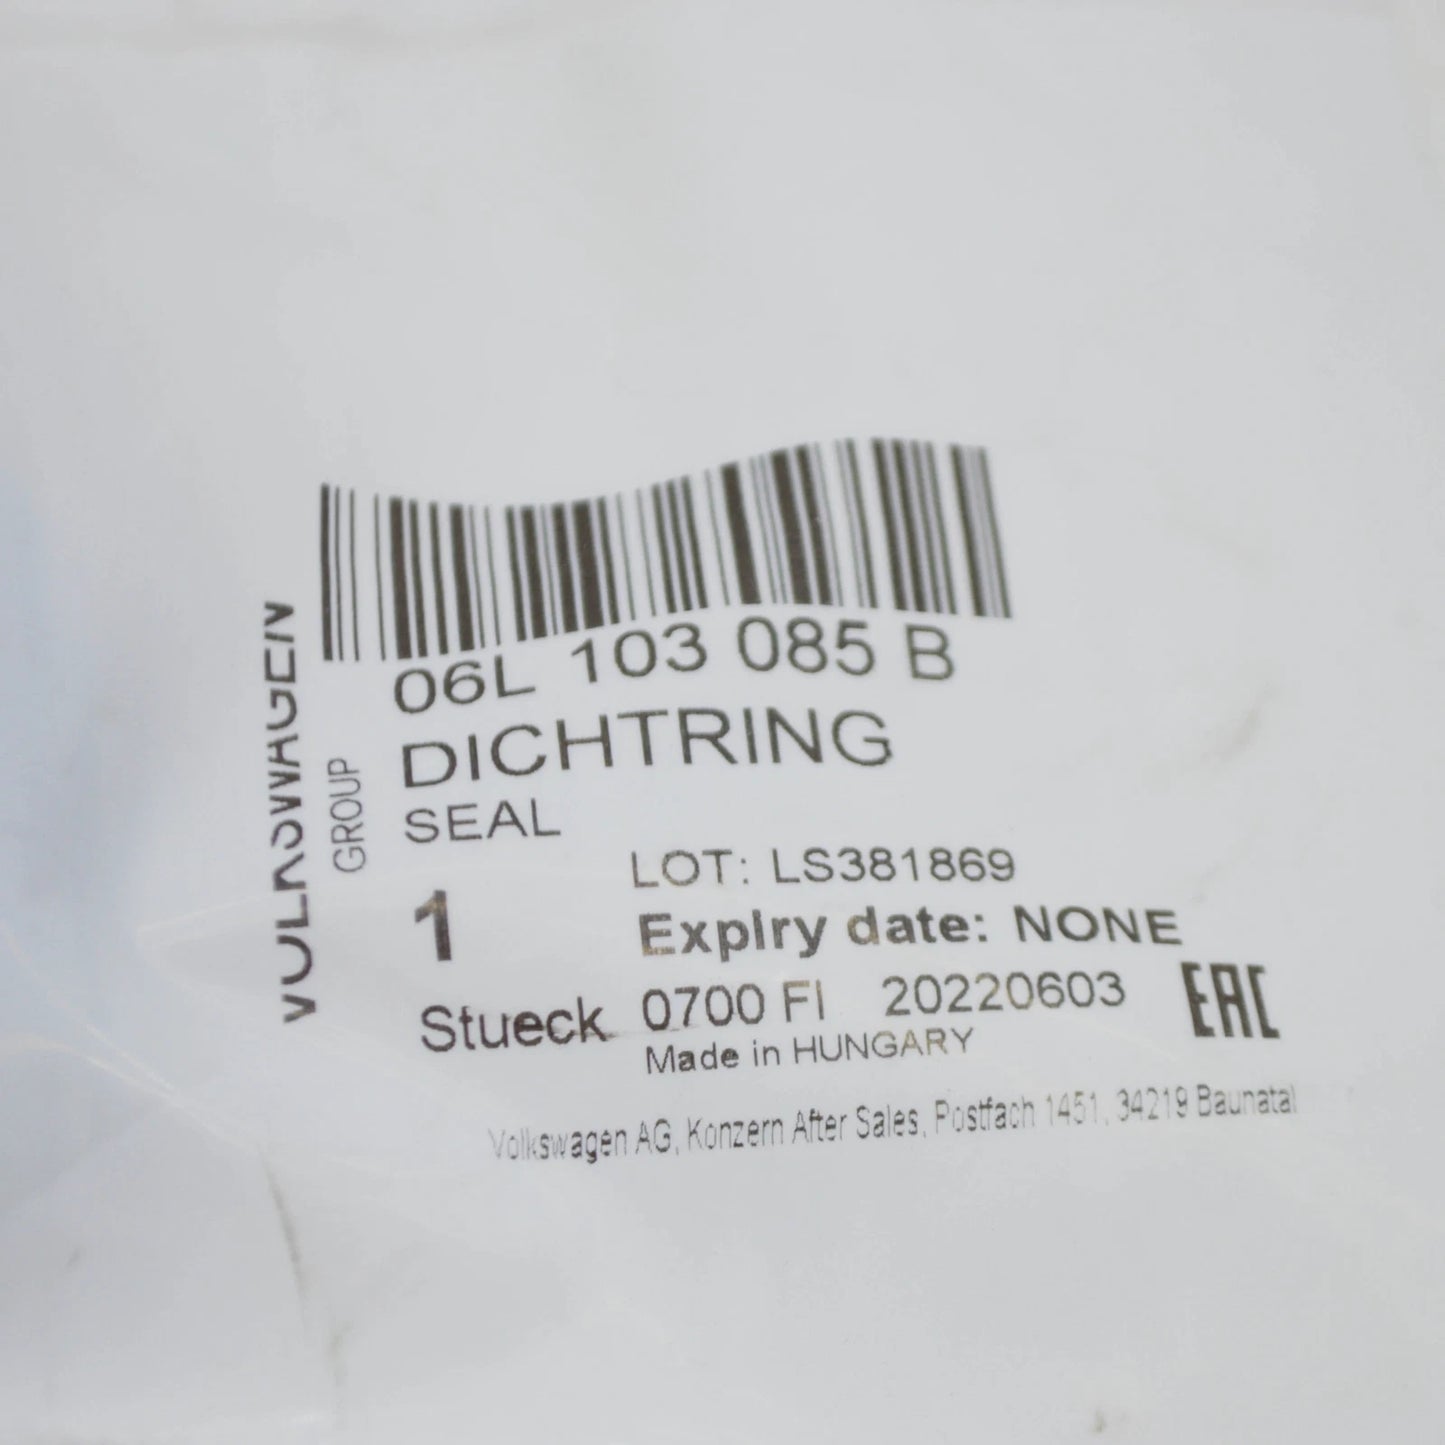 VOLKSWAGEN
GROUP
06L 103 085 B
DICHTRING
SEAL
1
LOT: LS381869
Expiry date: NONE
Stueck 0700 FI 20220603
EAC
Made in HUNGARY
Volkswagen AG, Konzern After Sales, Postfach 1451, 34219 Baunatal